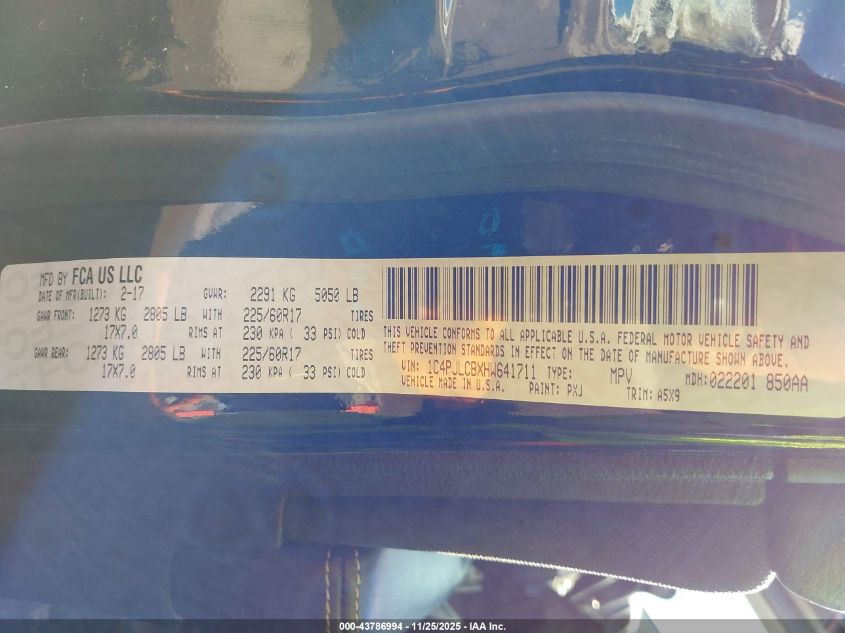 MFD BY FCA US LLC
DATE OF MFR(BUILT): 2-17 GVWR: 2291 KG 5050 LB
GAWR FRONT: 1273 KG 2805 LB WITH 225/60R17 TIRES
17X7.0 RIMS AT 230 KPA ( 33 PSI) COLD
GAWR REAR: 1273 KG 2805 LB WITH 225/60R17 TIRES
17X7.0 RIMS AT 230 KPA ( 33 PSI) COLD
THIS VEHICLE CONFORMS TO ALL APPLICABLE U.S.A. FEDERAL MOTOR VEHICLE SAFETY AND
THEFT PREVENTION STANDARDS IN EFFECT ON THE DATE OF MANUFACTURE SHOWN ABOVE.
VIN: 1C4PJLCBXHW641711 TYPE: MPV MDH:022201 850AA
VEHICLE MADE IN U.S.A. PAINT: PXJ TRIM: A5X9
000-43786994 - 11/25/2025 - IAA Inc.